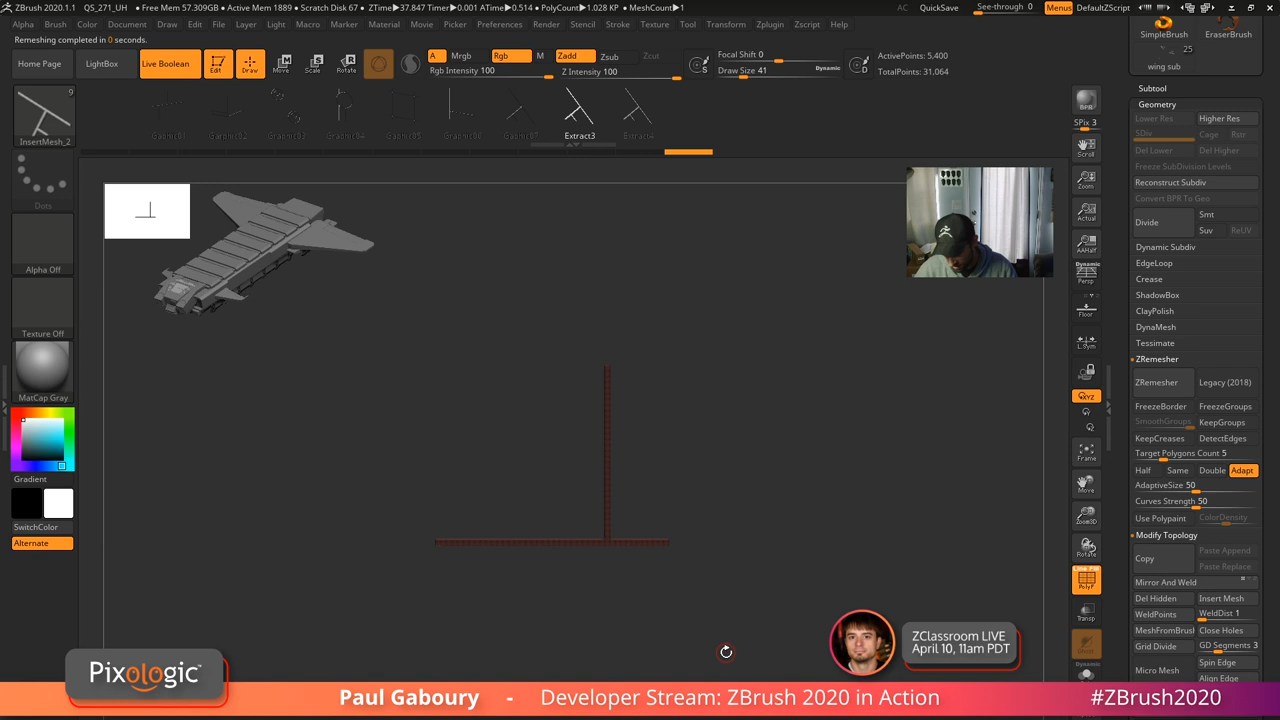 ZBrush 2020.1.1 QS_271_UH • Free Mem 57.309GB • Active Mem 1889 • Scratch Disk 67 • ZTime▶37.847 Timer▶0.001 ATime▶0.514 • PolyCount▶1.028 KP • MeshCount▶1 AC QuickSave See-through 0 Menus DefaultZScript
Alpha Brush Color Document Draw Edit File Layer Light Macro Marker Material Movie Picker Preferences Render Stencil Stroke Texture Tool Transform Zplugin Zscript
Remeshing completed in 0 seconds.
Home Page LightBox Live Boolean Edit Draw Move Scale Rotate
A Mrgb Rgb M Zadd Zsub Zcut
Rgb Intensity 100 Z Intensity 100
Focal Shift 0
Draw Size 41 Dynamic
ActivePoints: 5,400
TotalPoints: 31,064
SimpleBrush EraserBrush
25
wing sub
9
InsertMesh_2
Extract3 Extract4
Dots
Alpha Off
Texture Off
MatCap Gray
Gradient
SwitchColor
Alternate
BPR
SPix 3
Scroll
Zoom
Actual
AAHalf
Dynamic
Persp
Floor
L.Sym
XYZ
Frame
Move
Zoom3D
Rotate
Line Fill
PolyF
Transp
Dynamic
Subtool
Geometry
Lower Res Higher Res
SDiv Cage Rstr
Del Lower Del Higher
Freeze SubDivision Levels
Reconstruct Subdiv
Convert BPR To Geo
Divide Smt
Suv ReUV
Dynamic Subdiv
EdgeLoop
Crease
ShadowBox
ClayPolish
DynaMesh
Tessimate
ZRemesher
ZRemesher Legacy (2018)
FreezeBorder FreezeGroups
SmoothGroups KeepGroups
KeepCreases DetectEdges
Target Polygons Count 5
Half Same Double Adapt
AdaptiveSize 50
Curves Strength 50
Use Polypaint ColorDensity
Modify Topology
Copy Paste Append
Paste Replace
Mirror And Weld
Del Hidden Insert Mesh
WeldPoints WeldDist 1
MeshFromBrush Close Holes
Grid Divide GD Segments 3
Micro Mesh Spin Edge
Align Edge
ZClassroom LIVE
April 10, 11am PDT
Pixologic™
Paul Gaboury - Developer Stream: ZBrush 2020 in Action #ZBrush2020